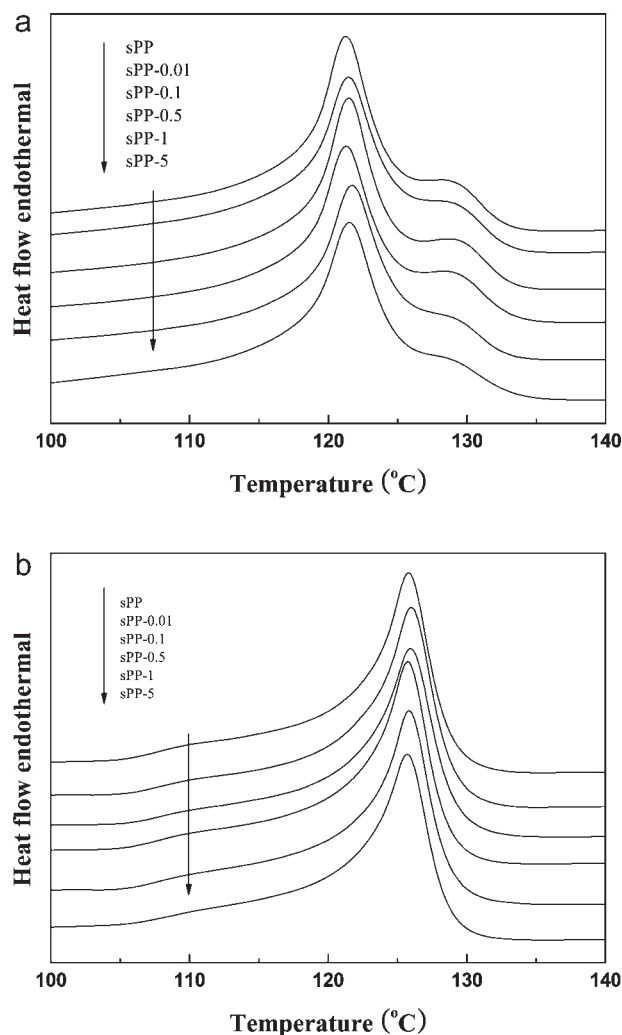 a
sPP
sPP-0.01
sPP-0.1
sPP-0.5
sPP-1
sPP-5
Heat flow endothermal
100 110 120 130 140
Temperature (°C)
b
sPP
sPP-0.01
sPP-0.1
sPP-0.5
sPP-1
sPP-5
Heat flow endothermal
100 110 120 130 140
Temperature (°C)